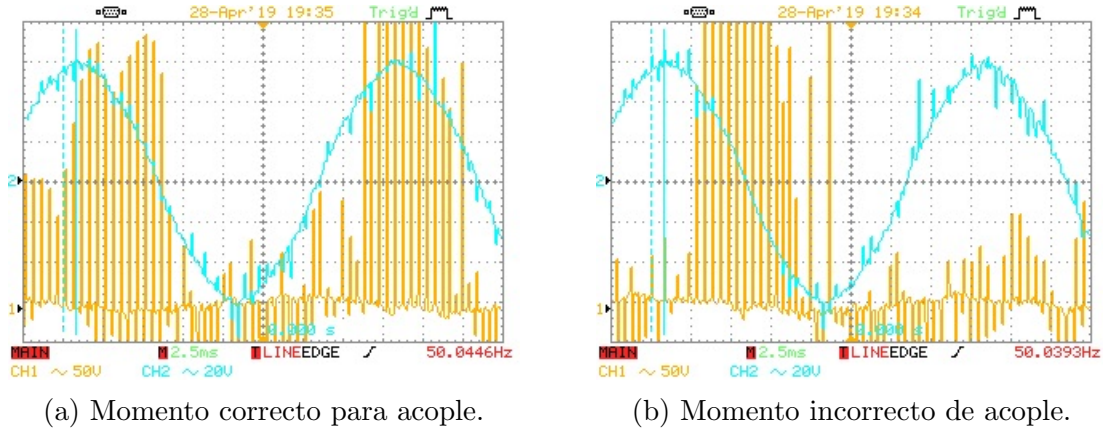 28-Apr'19 19:35 Trig'd
2
1
0.000 s
MAIN M 2.5ms T LINE EDGE 50.0446Hz
CH1 ~ 50V CH2 ~ 20V
(a) Momento correcto para acople.
28-Apr'19 19:34 Trig'd
2
1
0.000 s
MAIN M 2.5ms T LINE EDGE 50.0393Hz
CH1 ~ 50V CH2 ~ 20V
(b) Momento incorrecto de acople.